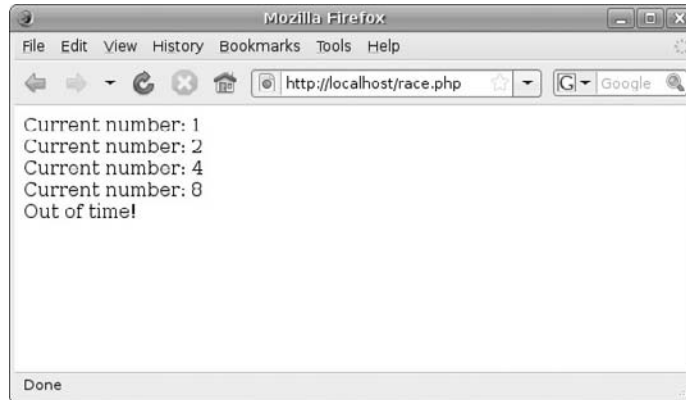 Mozilla Firefox
File Edit View History Bookmarks Tools Help
http://localhost/race.php G Google
Current number: 1
Current number: 2
Current number: 4
Current number: 8
Out of time!
Done